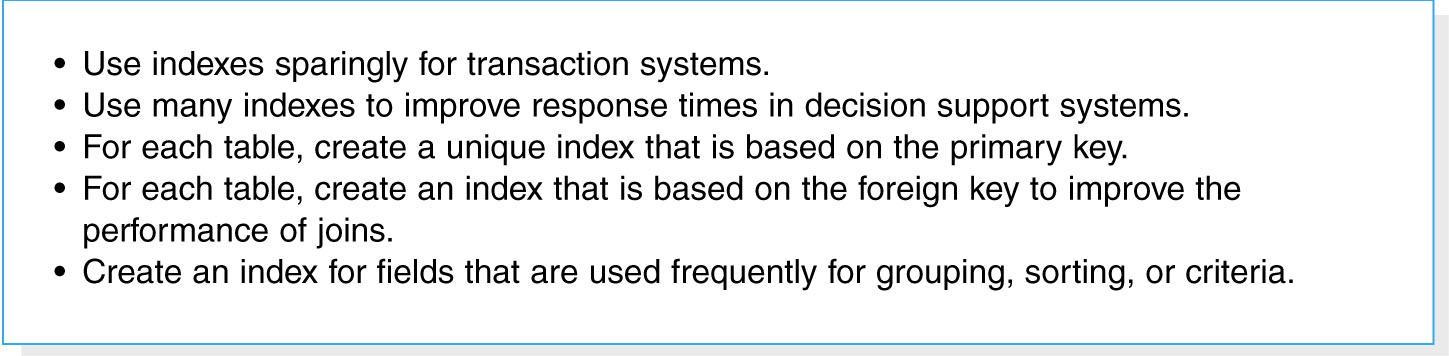 • Use indexes sparingly for transaction systems.
• Use many indexes to improve response times in decision support systems.
• For each table, create a unique index that is based on the primary key.
• For each table, create an index that is based on the foreign key to improve the
performance of joins.
• Create an index for fields that are used frequently for grouping, sorting, or criteria.